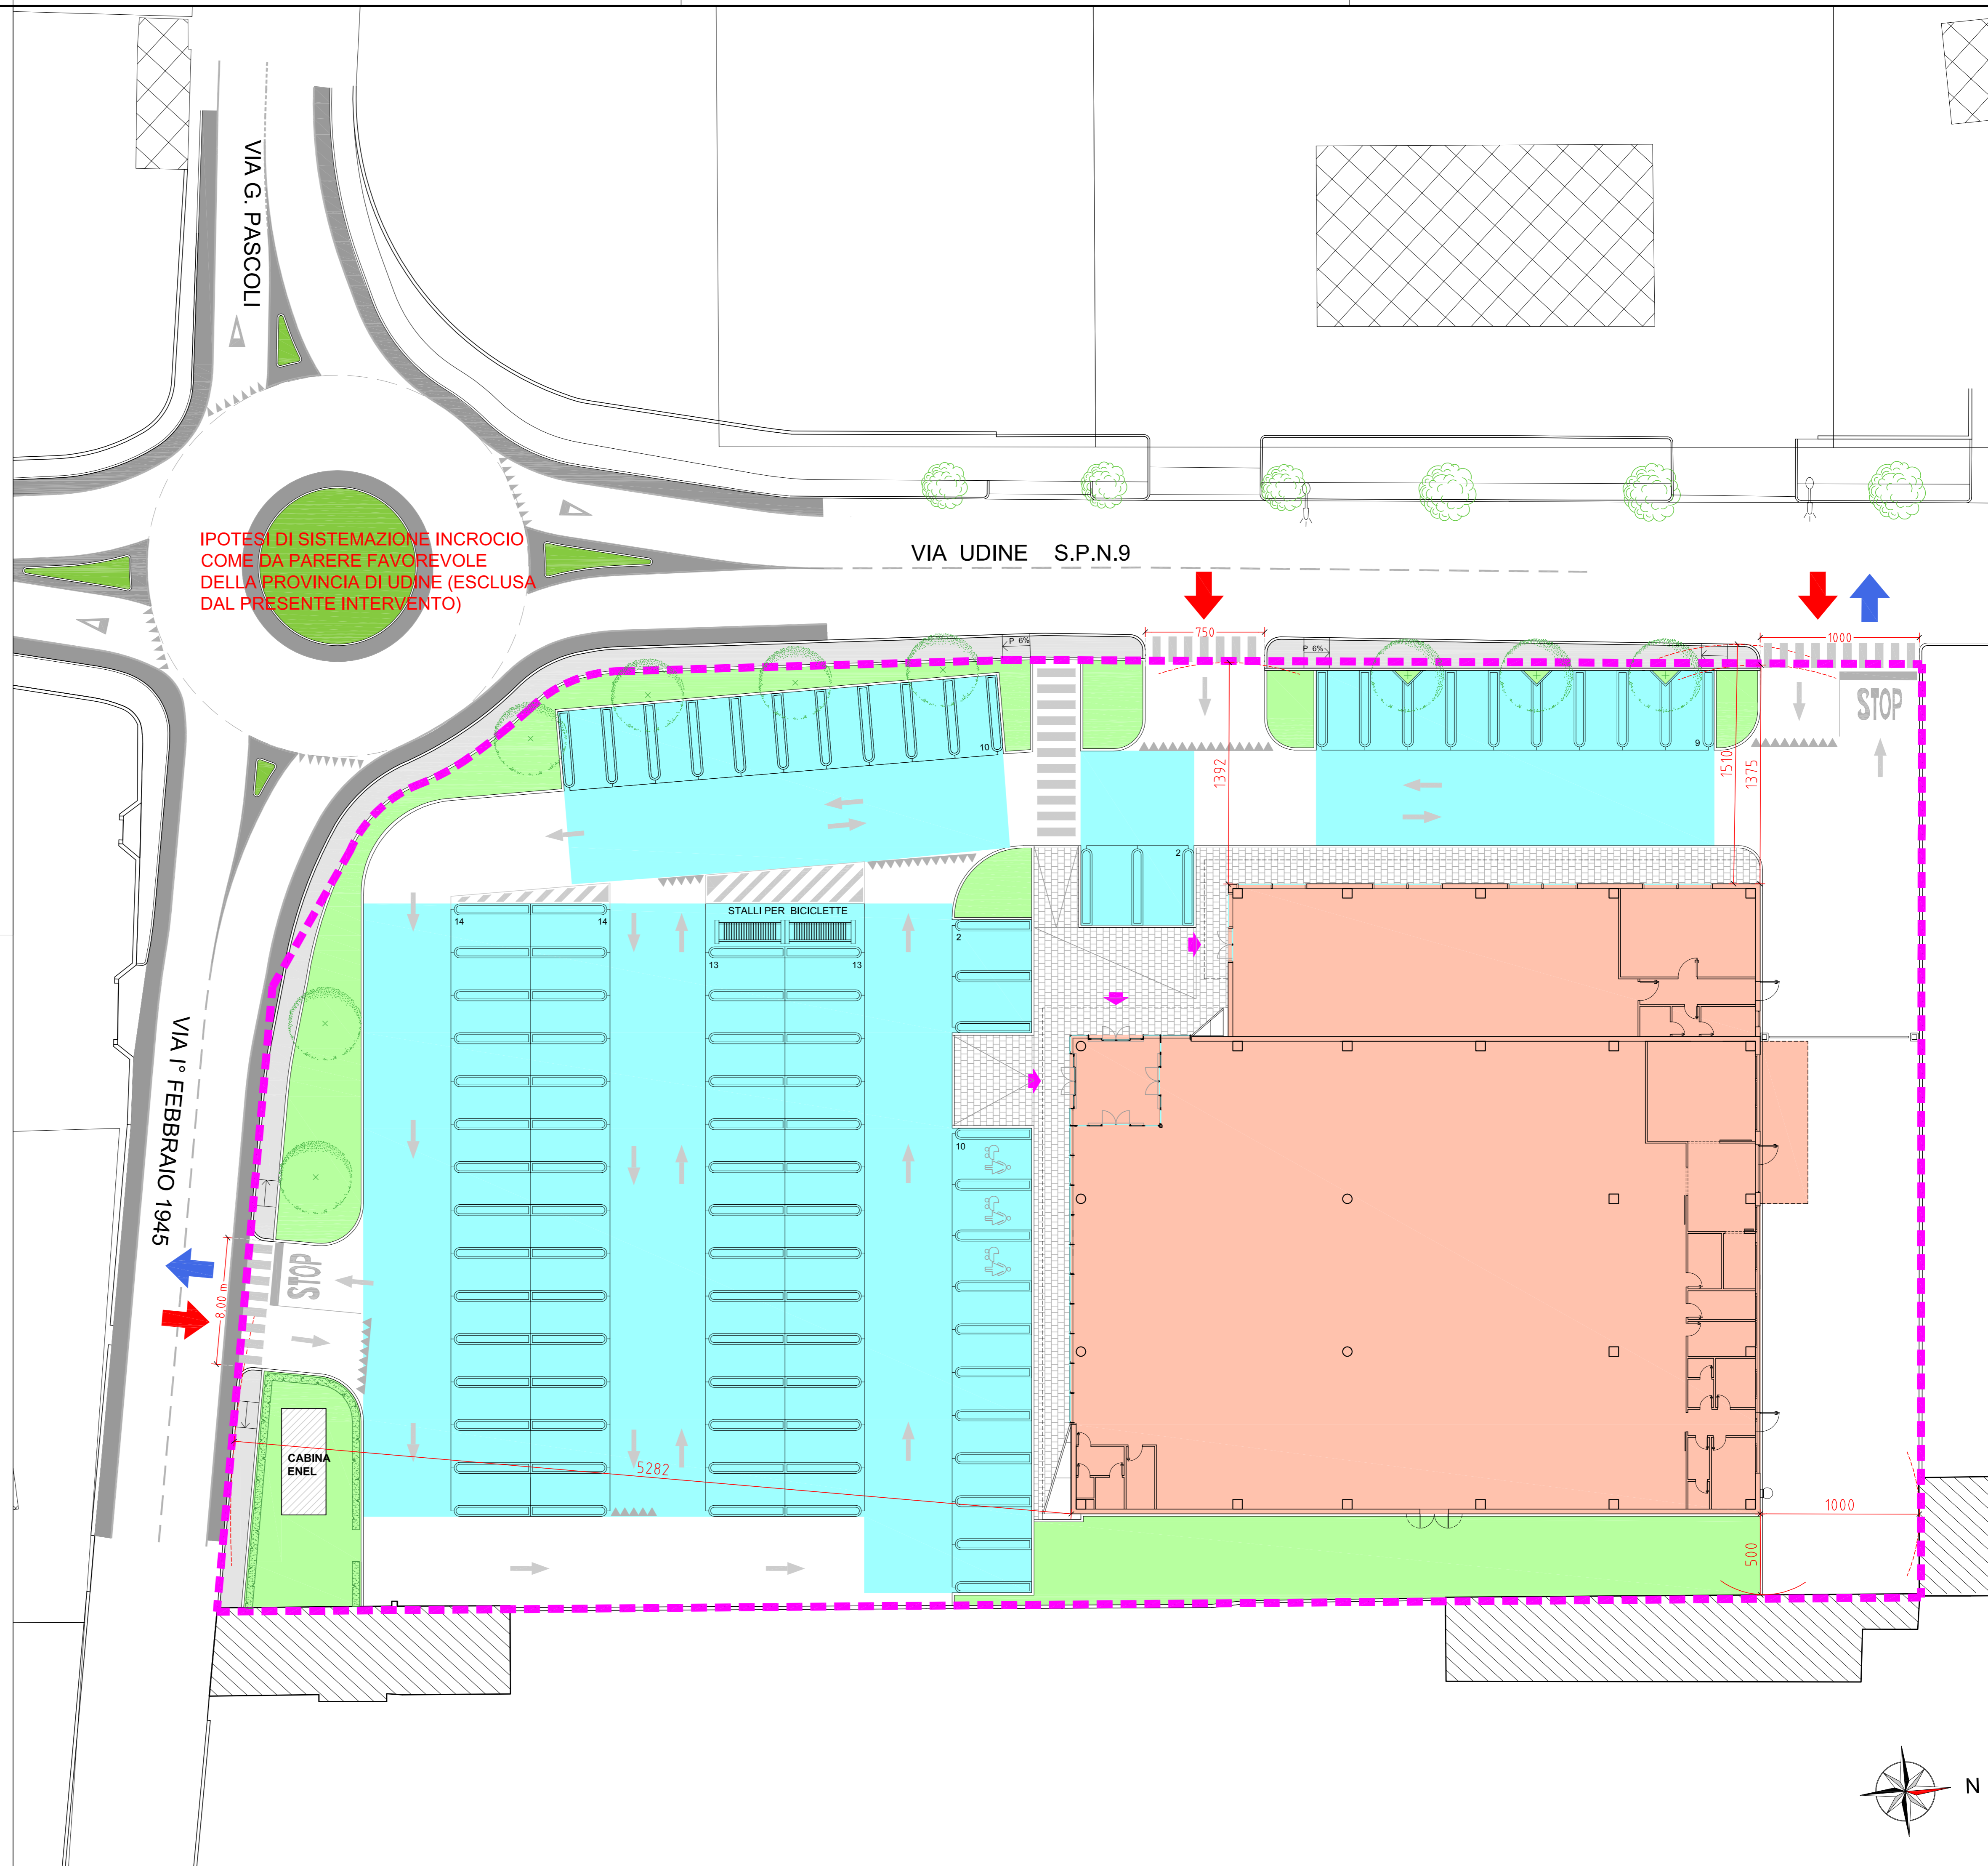 VIA G. PASCOLI
IPOTESI DI SISTEMAZIONE INCROCIO
COME DA PARERE FAVOREVOLE
DELLA PROVINCIA DI UDINE (ESCLUSA
DAL PRESENTE INTERVENTO)
VIA UDINE S.P.N.9
P 6%
750
P 6%
1000
STOP
10
9
1392
1510
1375
2
STALLI PER BICICLETTE
14
14
13
13
2
10
VIA I° FEBBRAIO 1945
STOP
8.00 m
CABINA
ENEL
5282
1000
500
N